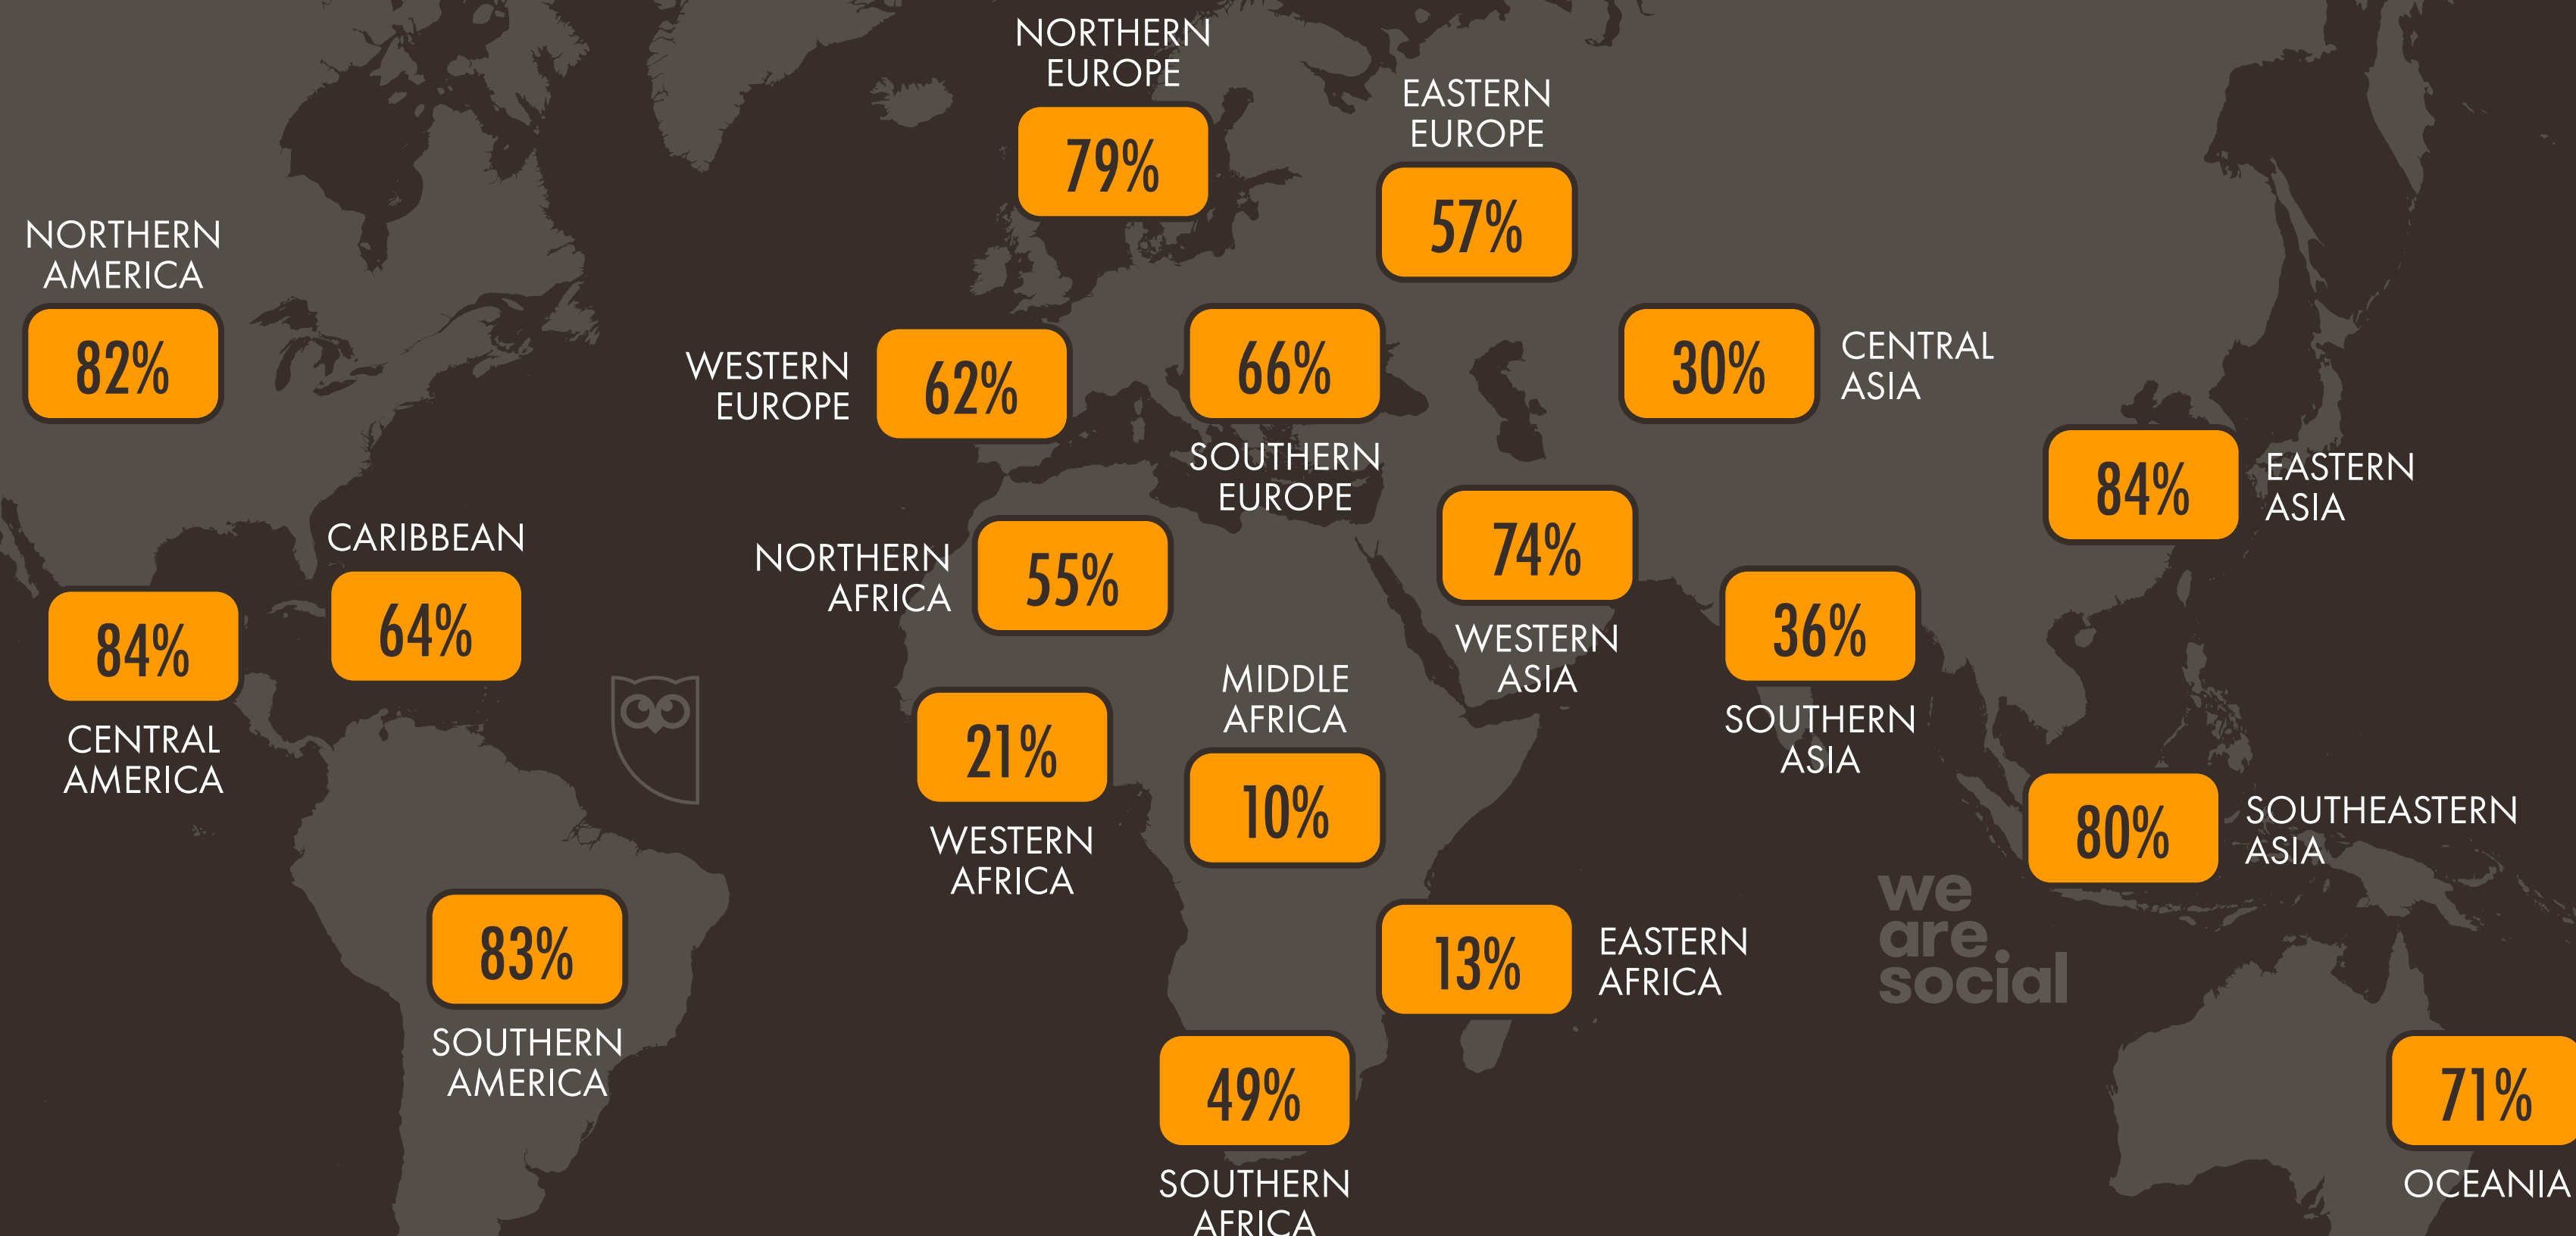 NORTHERN
EUROPE
79%
EASTERN
EUROPE
57%
NORTHERN
AMERICA
82%
WESTERN
EUROPE
62%
66%
SOUTHERN
EUROPE
30%
CENTRAL
ASIA
84%
EASTERN
ASIA
CARIBBEAN
64%
NORTHERN
AFRICA
55%
74%
WESTERN
ASIA
84%
CENTRAL
AMERICA
36%
SOUTHERN
ASIA
21%
WESTERN
AFRICA
MIDDLE
AFRICA
10%
80%
SOUTHEASTERN
ASIA
83%
SOUTHERN
AMERICA
13%
EASTERN
AFRICA
we
are
social
49%
SOUTHERN
AFRICA
71%
OCEANIA